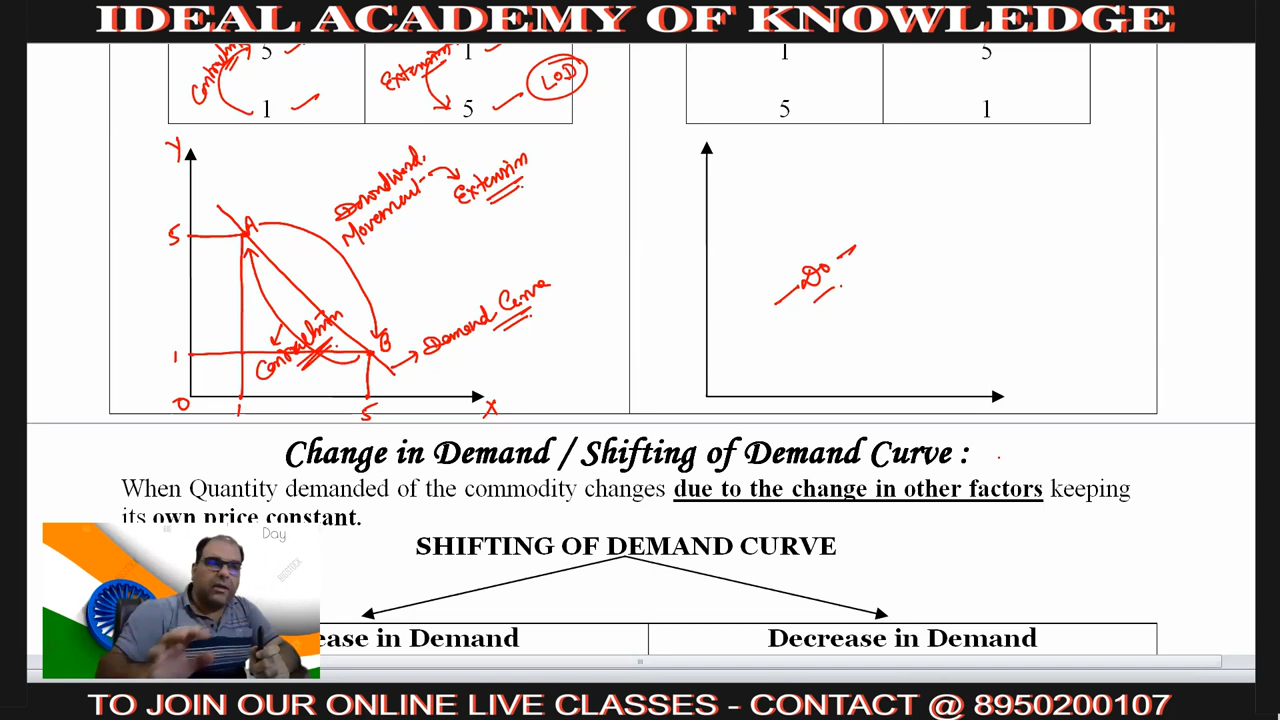 IDEAL ACADEMY OF KNOWLEDGE
5 1 1 5
Contraction Extension LOD
1 5 5 1
Y
Downward
Movement Extension
A
5
Demand Curve
B
1
Contraction
0 1 5 X
Do
Change in Demand / Shifting of Demand Curve :
When Quantity demanded of the commodity changes due to the change in other factors keeping
its own price constant.
Day
BIGSTOCK
SHIFTING OF DEMAND CURVE
ease in Demand Decrease in Demand
TO JOIN OUR ONLINE LIVE CLASSES - CONTACT @ 8950200107